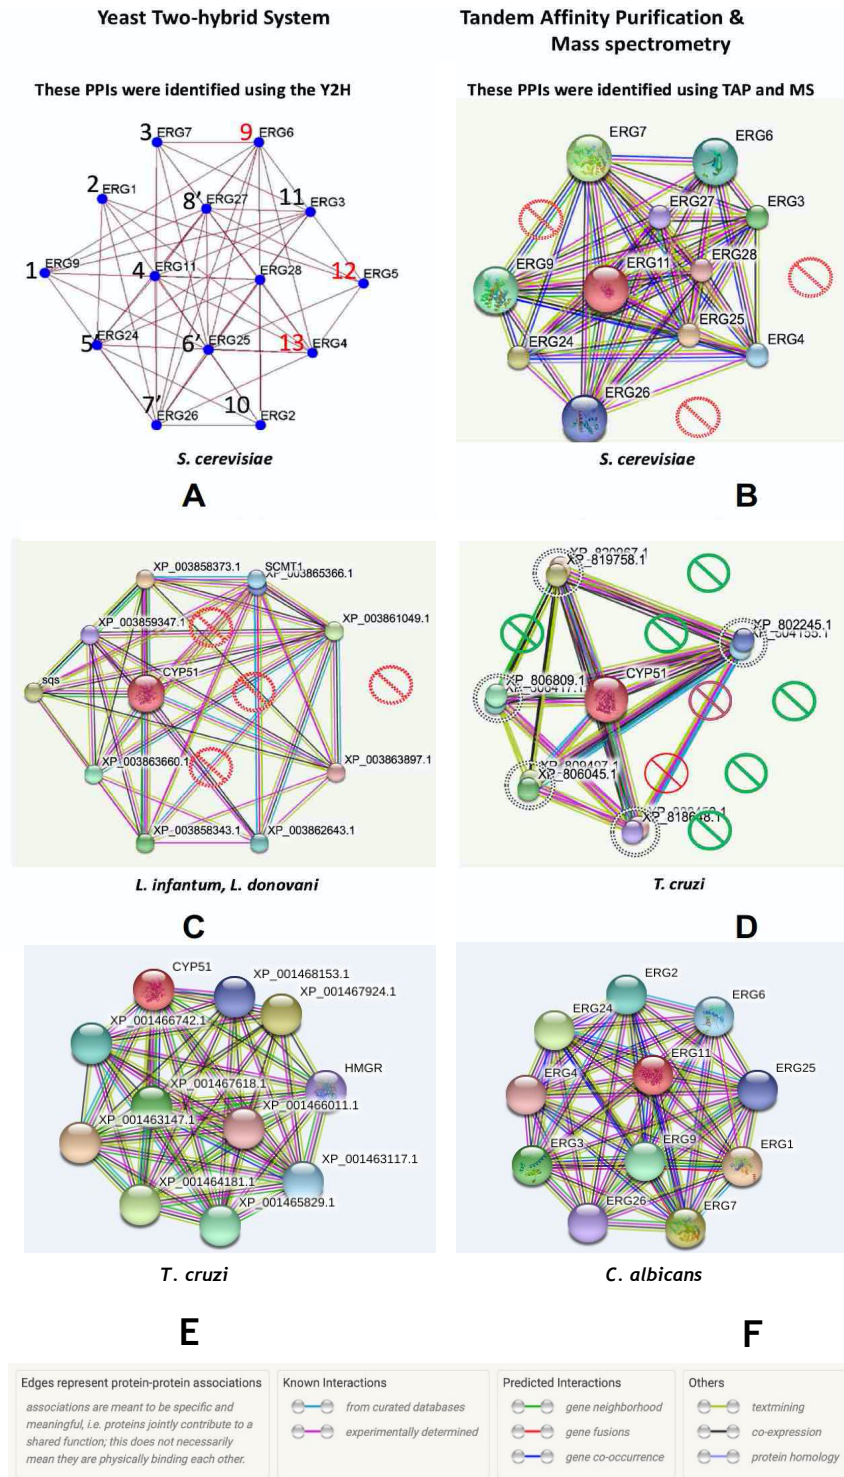 Yeast Two-hybrid System
Tandem Affinity Purification &
Mass spectrometry
These PPIs were identified using the Y2H
These PPIs were identified using TAP and MS
3 ERG7
9 ERG6
2 ERG1
8’ ERG27
11 ERG3
1 ERG9
4 ERG11
ERG28
12 ERG5
5’ ERG24
6’ ERG25
13 ERG4
7’ ERG26
10 ERG2
S. cerevisiae
A
ERG7
ERG6
ERG27
ERG3
ERG9
ERG11
ERG28
ERG25
ERG24
ERG4
ERG26
S. cerevisiae
B
XP_003858373.1
SCMT1
XP_003865366.1
XP_003859347.1
XP_003861049.1
sqs
CYP51
XP_003863660.1
XP_003863897.1
XP_003858343.1
XP_003862643.1
L. infantum, L. donovani
C
XP_819758.1
XP_802245.1
XP_806809.1
CYP51
XP_806045.1
XP_818648.1
T. cruzi
D
CYP51
XP_001468153.1
XP_001467924.1
XP_001466742.1
HMGR
XP_001467618.1
XP_001466011.1
XP_001463147.1
XP_001463117.1
XP_001464181.1
XP_001465829.1
T. cruzi
E
ERG2
ERG24
ERG6
ERG11
ERG4
ERG25
ERG3
ERG9
ERG1
ERG26
ERG7
C. albicans
F
Edges represent protein-protein associations
associations are meant to be specific and
meaningful, i.e. proteins jointly contribute to a
shared function; this does not necessarily
mean they are physically binding each other.
Known Interactions
from curated databases
experimentally determined
Predicted Interactions
gene neighborhood
gene fusions
gene co-occurrence
Others
textmining
co-expression
protein homology